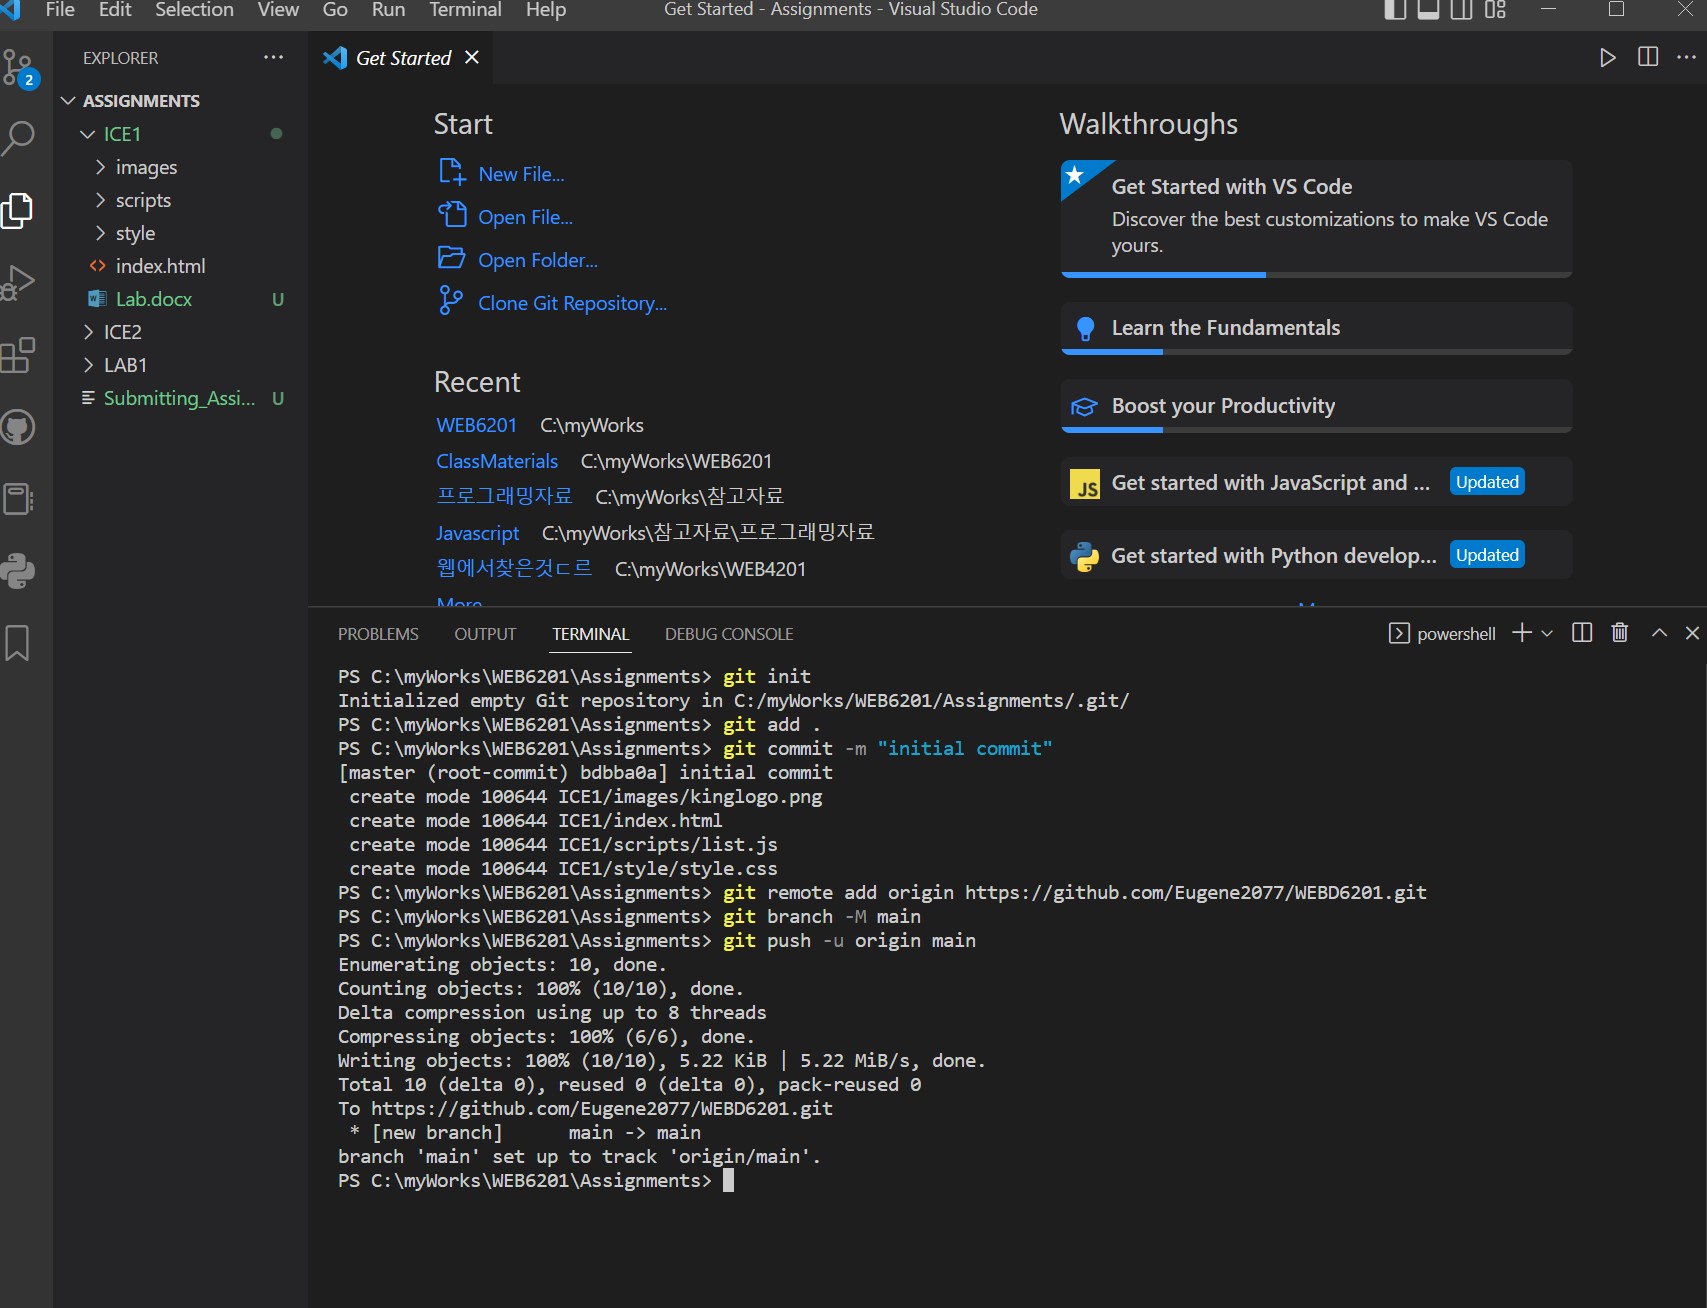 File Edit Selection View Go Run Terminal Help
Get Started - Assignments - Visual Studio Code
2
EXPLORER
ASSIGNMENTS
ICE1
images
scripts
style
index.html
Lab.docx U
ICE2
LAB1
Submitting_Assi... U
Get Started
Start
New File...
Open File...
Open Folder...
Clone Git Repository...
Recent
WEB6201 C:\myWorks
ClassMaterials C:\myWorks\WEB6201
프로그래밍자료 C:\myWorks\참고자료
Javascript C:\myWorks\참고자료\프로그래밍자료
웹에서찾은것ㄷ르 C:\myWorks\WEB4201
More...
Walkthroughs
Get Started with VS Code
Discover the best customizations to make VS Code
yours.
Learn the Fundamentals
Boost your Productivity
JS Get started with JavaScript and ... Updated
Get started with Python develop... Updated
PROBLEMS OUTPUT TERMINAL DEBUG CONSOLE
powershell
PS C:\myWorks\WEB6201\Assignments> git init
Initialized empty Git repository in C:/myWorks/WEB6201/Assignments/.git/
PS C:\myWorks\WEB6201\Assignments> git add .
PS C:\myWorks\WEB6201\Assignments> git commit -m "initial commit"
[master (root-commit) bdbba0a] initial commit
create mode 100644 ICE1/images/kinglogo.png
create mode 100644 ICE1/index.html
create mode 100644 ICE1/scripts/list.js
create mode 100644 ICE1/style/style.css
PS C:\myWorks\WEB6201\Assignments> git remote add origin https://github.com/Eugene2077/WEBD6201.git
PS C:\myWorks\WEB6201\Assignments> git branch -M main
PS C:\myWorks\WEB6201\Assignments> git push -u origin main
Enumerating objects: 10, done.
Counting objects: 100% (10/10), done.
Delta compression using up to 8 threads
Compressing objects: 100% (6/6), done.
Writing objects: 100% (10/10), 5.22 KiB | 5.22 MiB/s, done.
Total 10 (delta 0), reused 0 (delta 0), pack-reused 0
To https://github.com/Eugene2077/WEBD6201.git
* [new branch] main -> main
branch 'main' set up to track 'origin/main'.
PS C:\myWorks\WEB6201\Assignments>